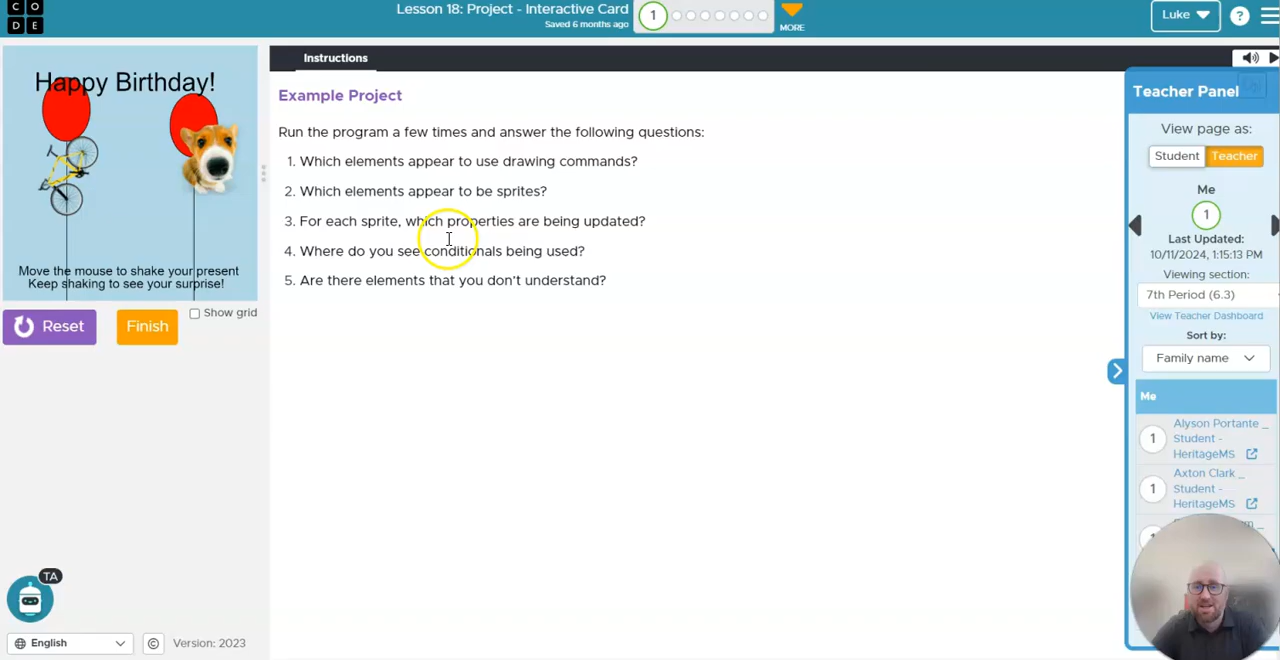 CO
DE
Lesson 18: Project - Interactive Card
Saved 6 months ago
1
MORE
Luke
?
Happy Birthday!
Move the mouse to shake your present
Keep shaking to see your surprise!
Reset
Finish
Show grid
Instructions
Example Project
Run the program a few times and answer the following questions:
1. Which elements appear to use drawing commands?
2. Which elements appear to be sprites?
3. For each sprite, which properties are being updated?
4. Where do you see conditionals being used?
5. Are there elements that you don't understand?
Teacher Panel
View page as:
Student
Teacher
Me
1
Last Updated:
10/11/2024, 1:15:13 PM
Viewing section:
7th Period (6.3)
View Teacher Dashboard
Sort by:
Family name
Me
1
Alyson Portante _
Student -
HeritageMS
1
Axton Clark _
Student -
HeritageMS
TA
English
©
Version: 2023